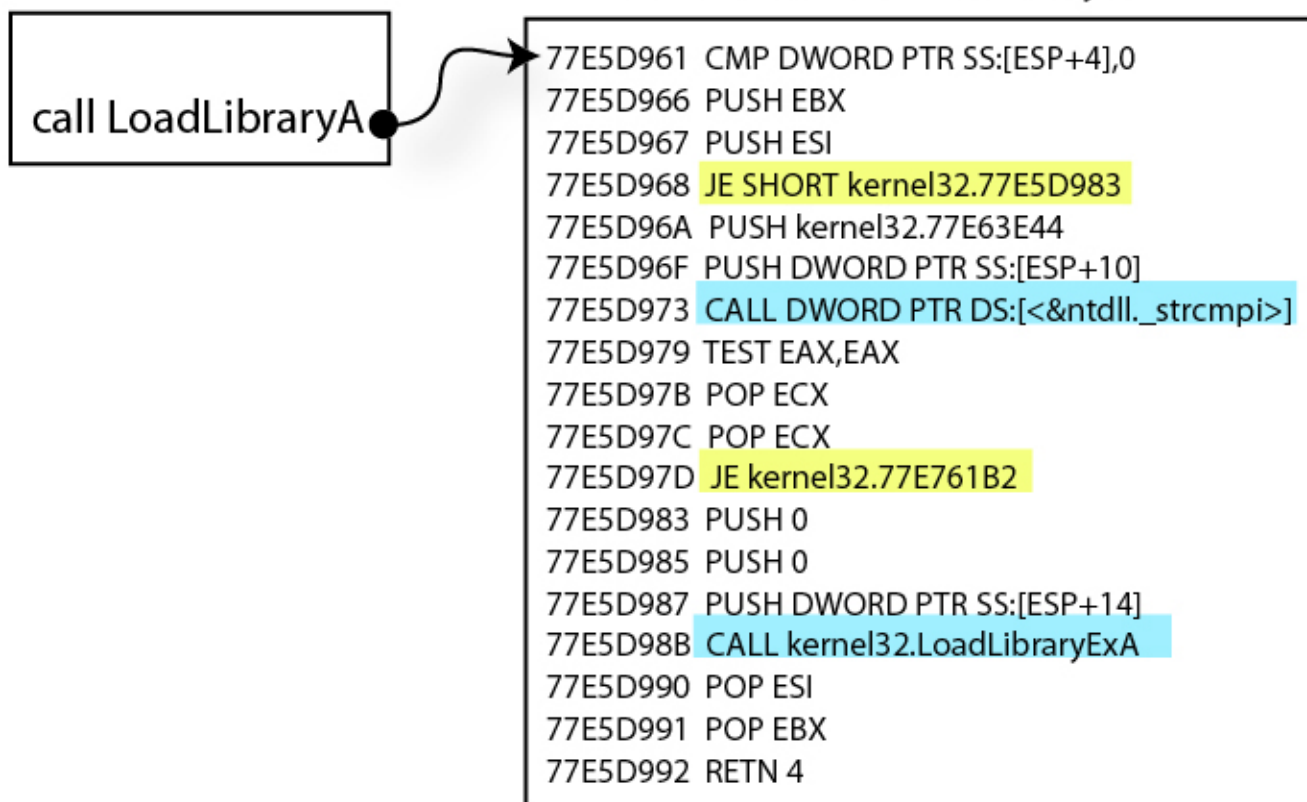 call LoadLibraryA
77E5D961 CMP DWORD PTR SS:[ESP+4],0
77E5D966 PUSH EBX
77E5D967 PUSH ESI
77E5D968 JE SHORT kernel32.77E5D983
77E5D96A PUSH kernel32.77E63E44
77E5D96F PUSH DWORD PTR SS:[ESP+10]
77E5D973 CALL DWORD PTR DS:[<&ntdll._strcmpi>]
77E5D979 TEST EAX,EAX
77E5D97B POP ECX
77E5D97C POP ECX
77E5D97D JE kernel32.77E761B2
77E5D983 PUSH 0
77E5D985 PUSH 0
77E5D987 PUSH DWORD PTR SS:[ESP+14]
77E5D98B CALL kernel32.LoadLibraryExA
77E5D990 POP ESI
77E5D991 POP EBX
77E5D992 RETN 4